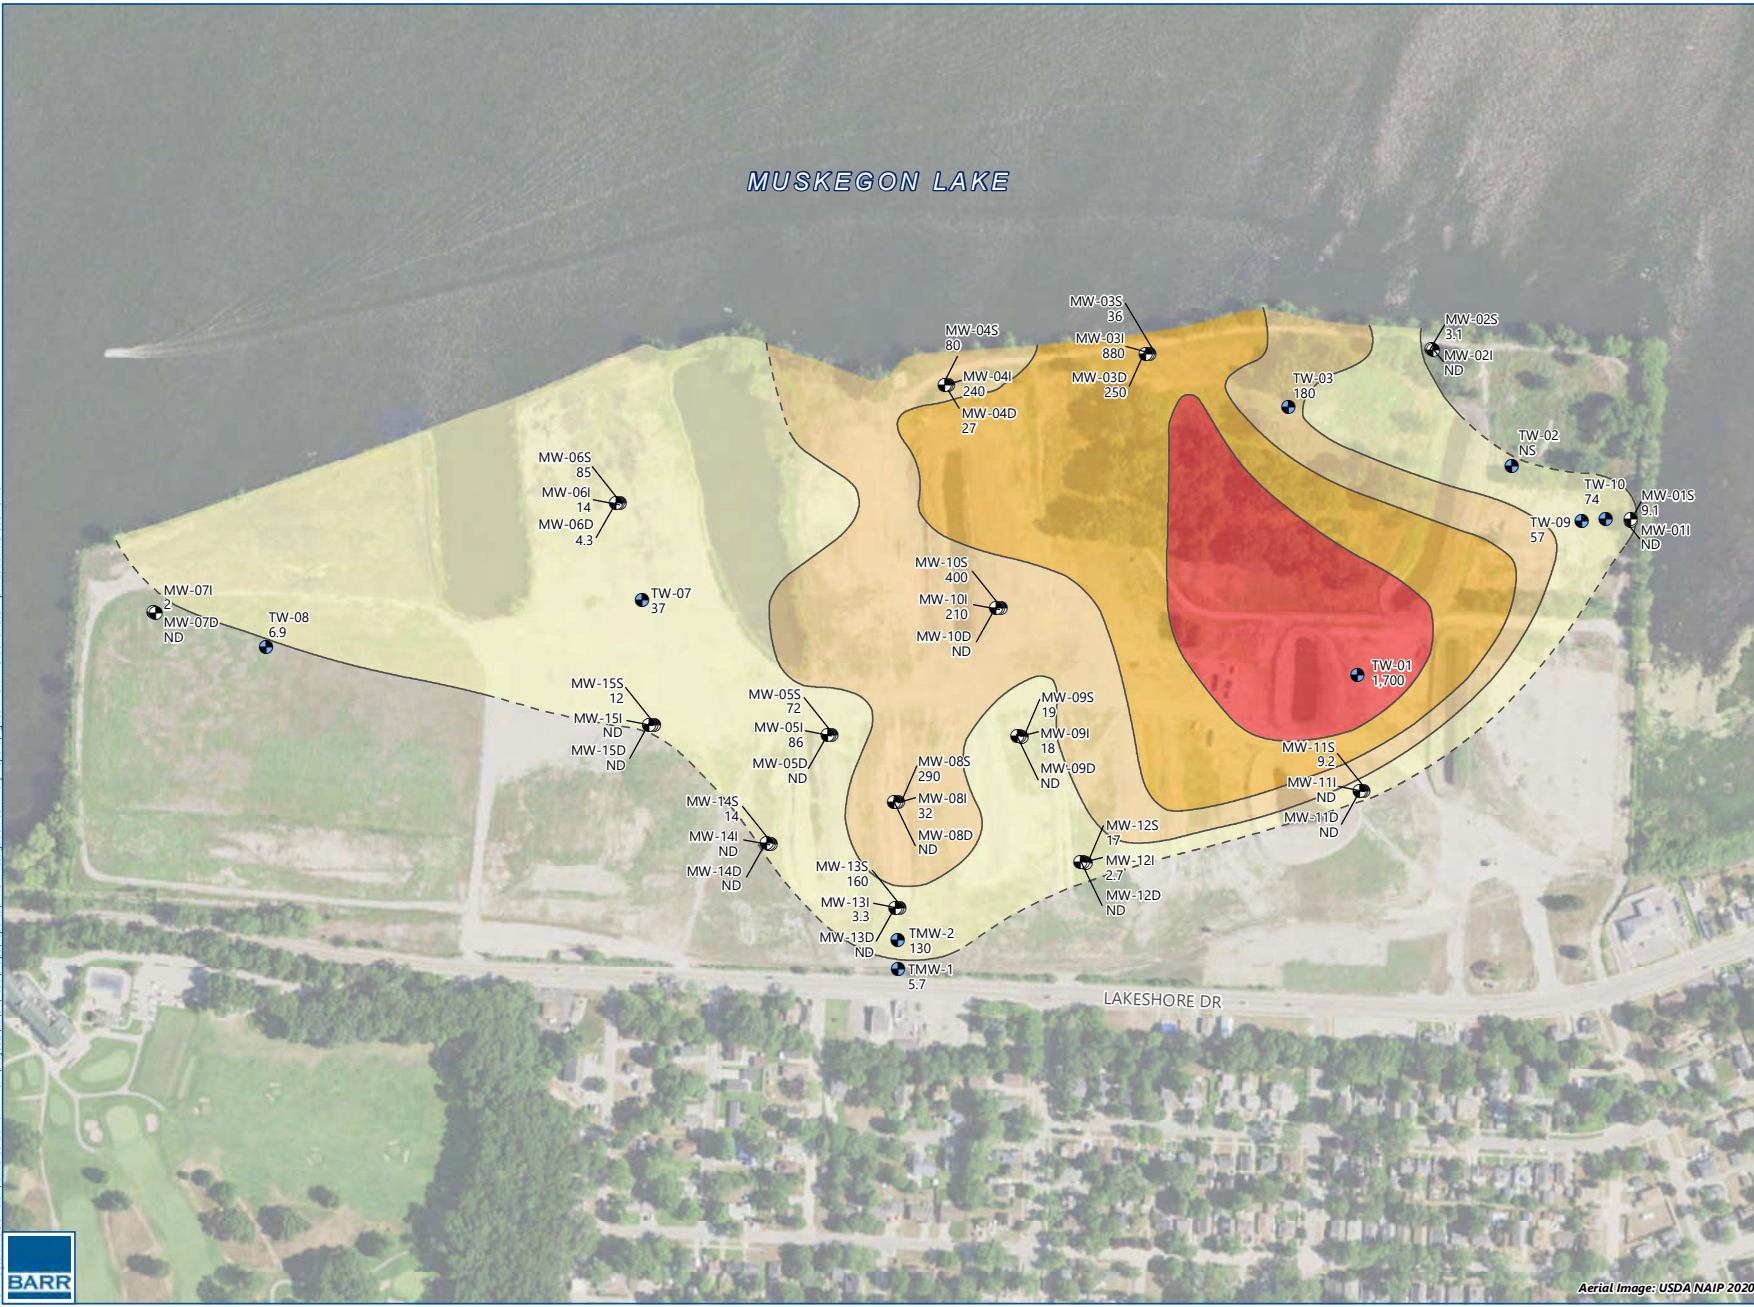 MUSKEGON LAKE
MW-03S
36
MW-03I
880
MW-03D
250
MW-04S
80
MW-04I
240
MW-04D
27
MW-02S
3.1
MW-02I
ND
TW-03
180
TW-02
NS
TW-10
74
TW-09
57
MW-01S
9.1
MW-01I
ND
MW-06S
85
MW-06I
14
MW-06D
4.3
TW-07
37
MW-07I
2
MW-07D
ND
TW-08
6.9
MW-10S
400
MW-10I
210
MW-10D
ND
TW-01
1,700
MW-15S
12
MW-15I
ND
MW-15D
ND
MW-05S
72
MW-05I
86
MW-05D
ND
MW-09S
19
MW-09I
18
MW-09D
ND
MW-08S
290
MW-08I
32
MW-08D
ND
MW-11S
9.2
MW-11I
ND
MW-11D
ND
MW-14S
14
MW-14I
ND
MW-14D
ND
MW-12S
17
MW-12I
2.7
MW-12D
ND
MW-13S
160
MW-13I
3.3
MW-13D
ND
TMW-2
130
TMW-1
5.7
LAKESHORE DR
BARR
Aerial Image: USDA NAIP 2020